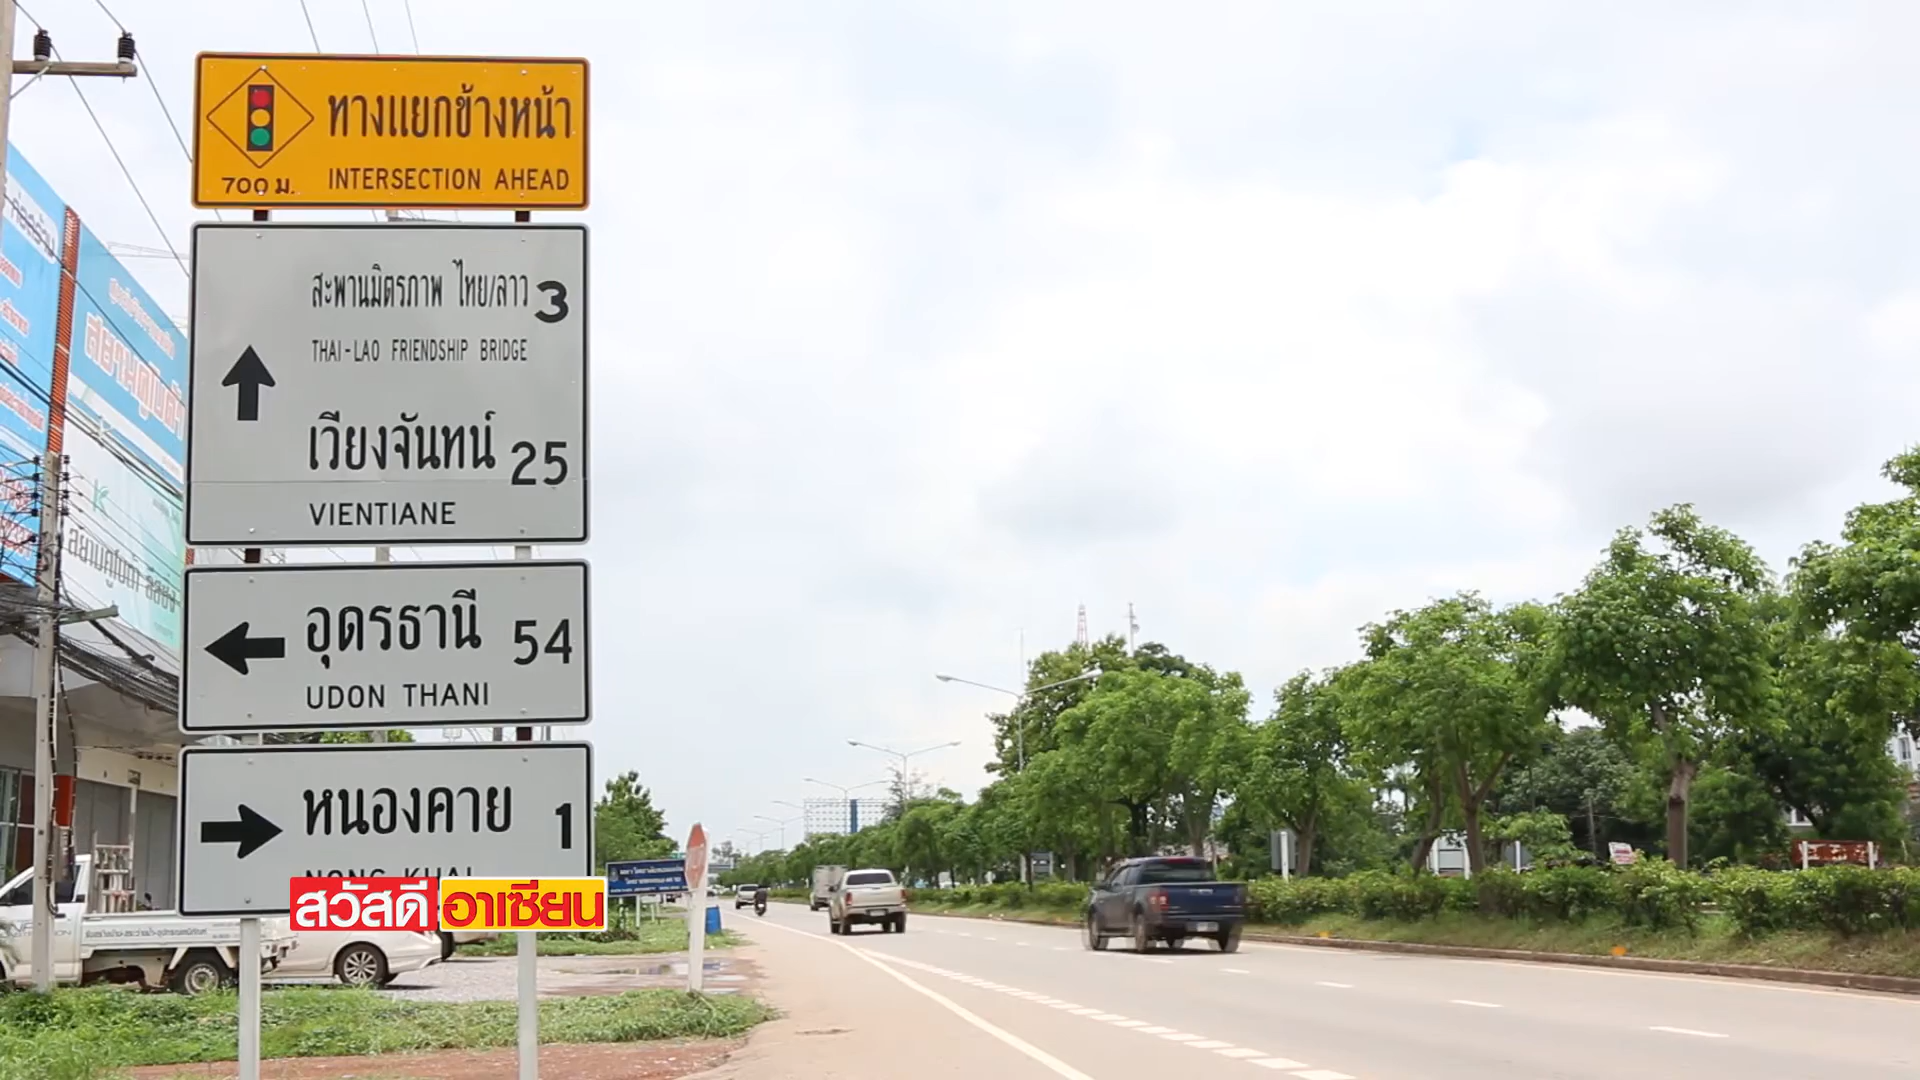 ทางแยกข้างหน้า
700 ม. INTERSECTION AHEAD
สะพานมิตรภาพ ไทย/ลาว 3
THAI-LAO FRIENDSHIP BRIDGE
เวียงจันทน์ 25
VIENTIANE
อุดรธานี 54
UDON THANI
หนองคาย 1
NONG KHAI
สวัสดี อาเซียน